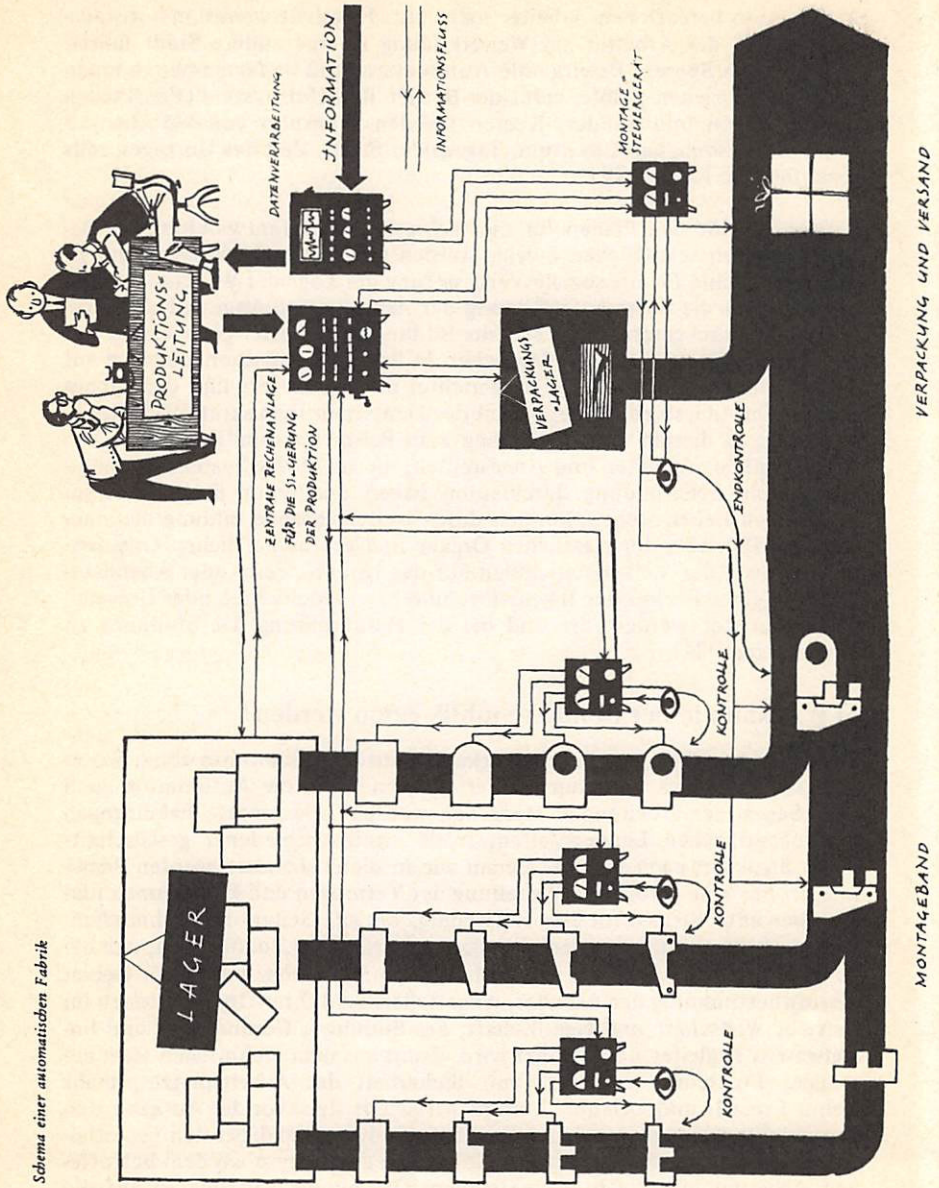 Schema einer automatischen Fabrik
LAGER
PRODUKTIONS-
LEITUNG
DATENVERARBEITUNG
INFORMATION
INFORMATIONSFLUSS
ZENTRALE RECHENANLAGE
FÜR DIE STEUERUNG
DER PRODUKTION
VERPACKUNGS
-LAGER
MONTAGE-
STEUERGERÄT
KONTROLLE
KONTROLLE
KONTROLLE
ENDKONTROLLE
MONTAGEBAND
VERPACKUNG UND VERSAND